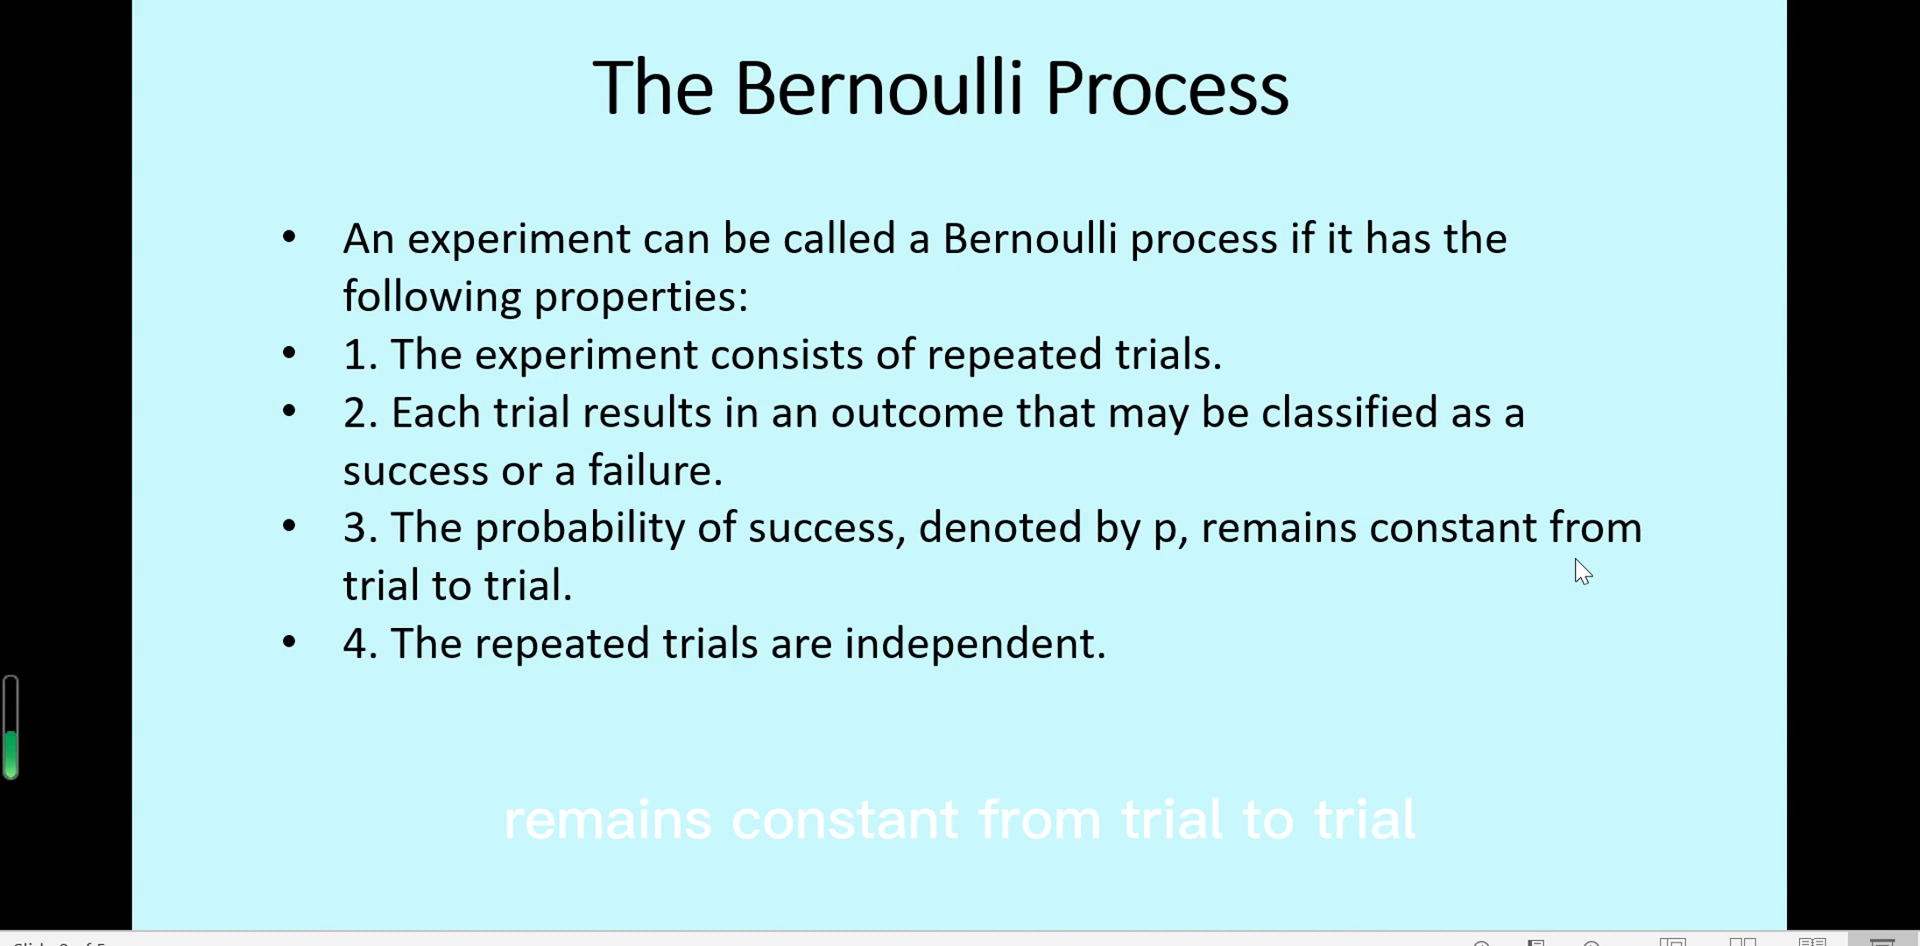 The Bernoulli Process
• An experiment can be called a Bernoulli process if it has the
following properties:
• 1. The experiment consists of repeated trials.
• 2. Each trial results in an outcome that may be classified as a
success or a failure.
• 3. The probability of success, denoted by p, remains constant from
trial to trial.
• 4. The repeated trials are independent.
remains constant from trial to trial